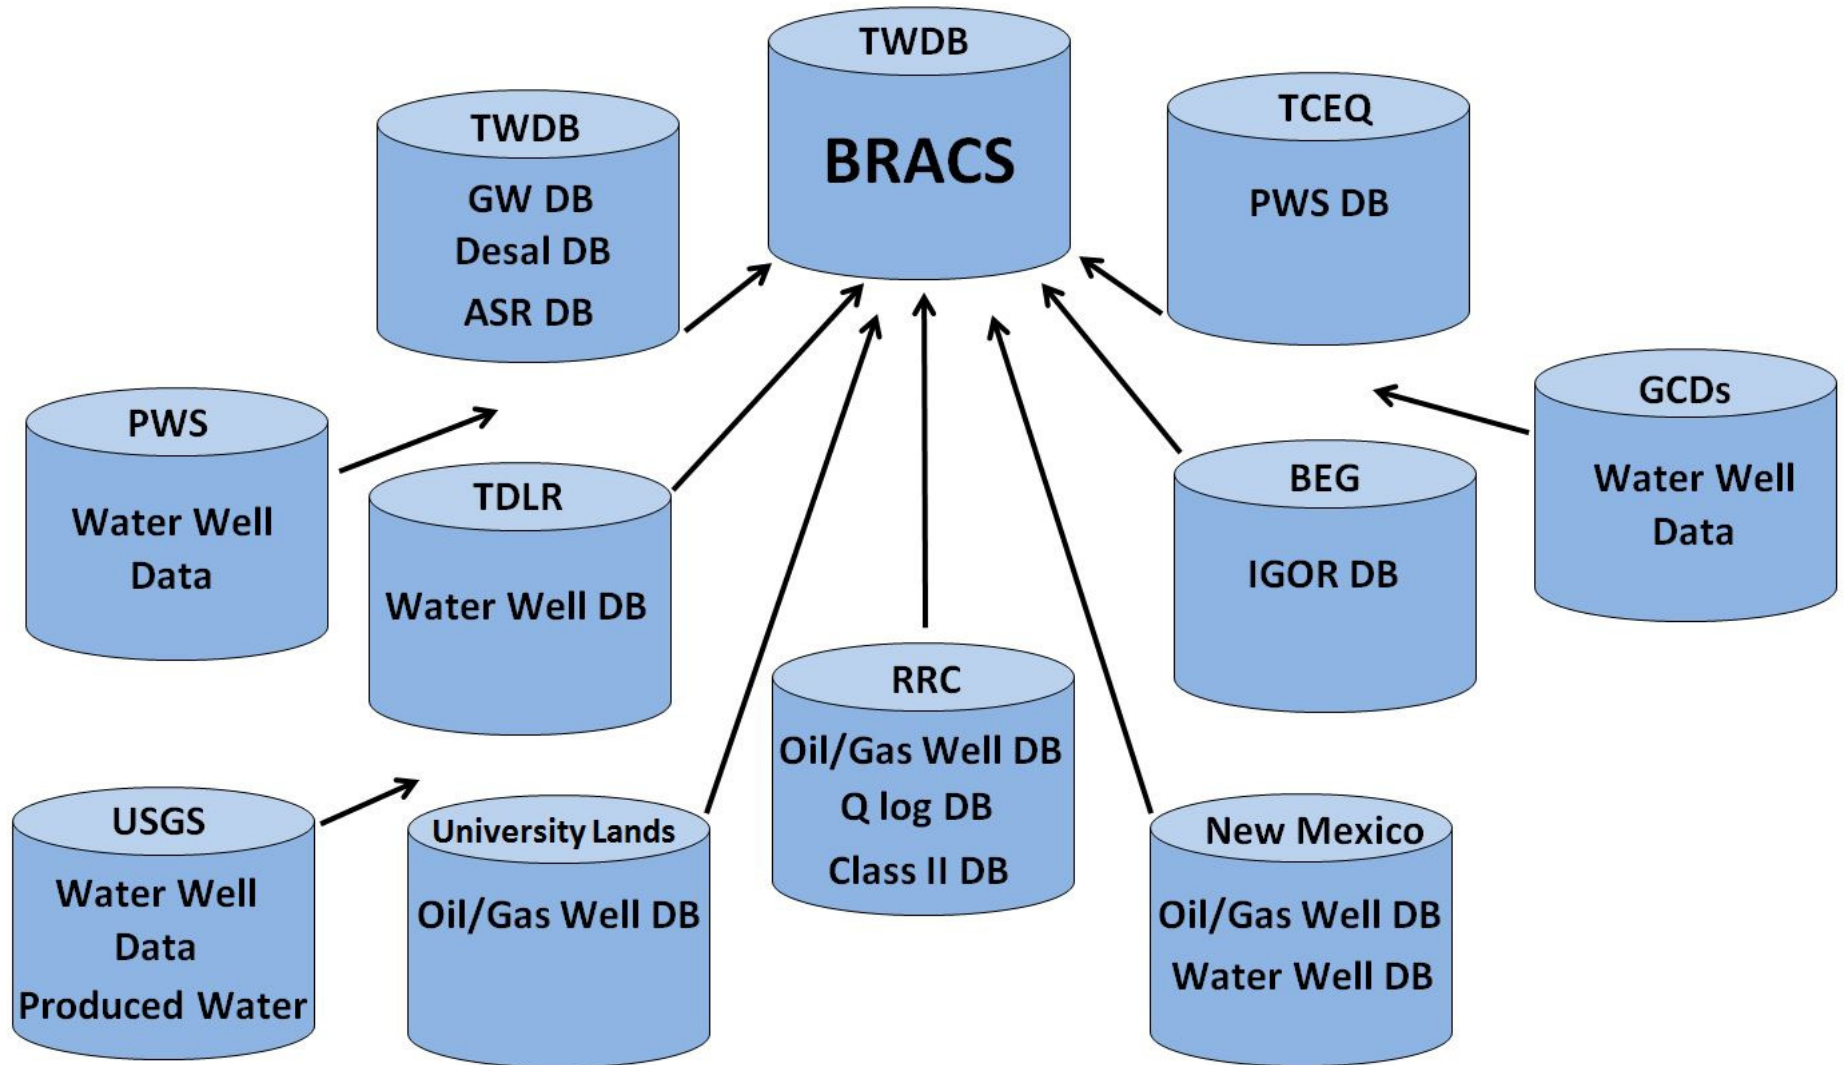 TWDB
BRACS
TWDB
GW DB
Desal DB
ASR DB
TCEQ
PWS DB
PWS
Water Well
Data
TDLR
Water Well DB
BEG
IGOR DB
GCDs
Water Well
Data
USGS
Water Well
Data
Produced Water
University Lands
Oil/Gas Well DB
RRC
Oil/Gas Well DB
Q log DB
Class II DB
New Mexico
Oil/Gas Well DB
Water Well DB